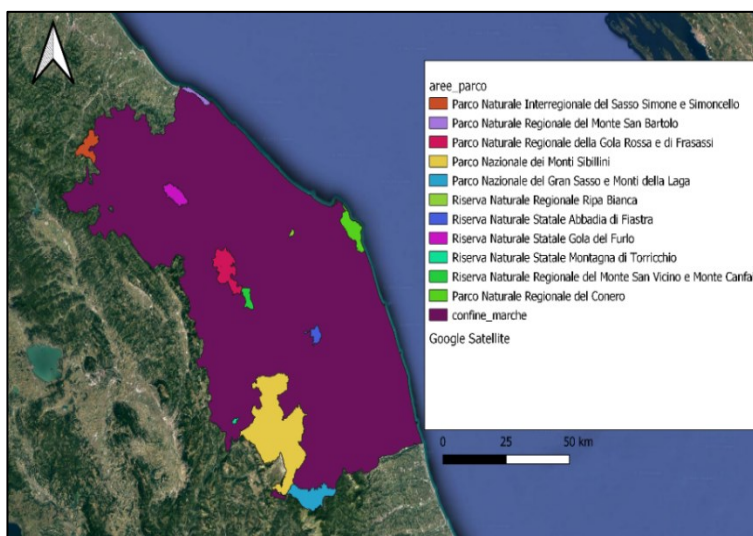 aree_parco
Parco Naturale Interregionale del Sasso Simone e Simoncello
Parco Naturale Regionale del Monte San Bartolo
Parco Naturale Regionale della Gola Rossa e di Frasassi
Parco Nazionale dei Monti Sibillini
Parco Nazionale del Gran Sasso e Monti della Laga
Riserva Naturale Regionale Ripa Bianca
Riserva Naturale Statale Abbadia di Fiastra
Riserva Naturale Statale Gola del Furlo
Riserva Naturale Statale Montagna di Torricchio
Riserva Naturale Regionale del Monte San Vicino e Monte Canfa
Parco Naturale Regionale del Conero
confine_marche
Google Satellite
0 25 50 km